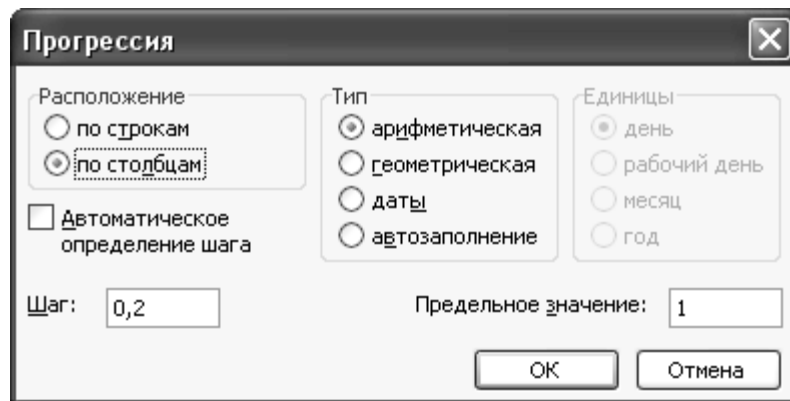 Прогрессия
Расположение
по строкам
по столбцам
Автоматическое
определение шага
Тип
арифметическая
геометрическая
даты
автозаполнение
Единицы
день
рабочий день
месяц
год
Шаг:
0,2
Предельное значение:
1
ОК
Отмена